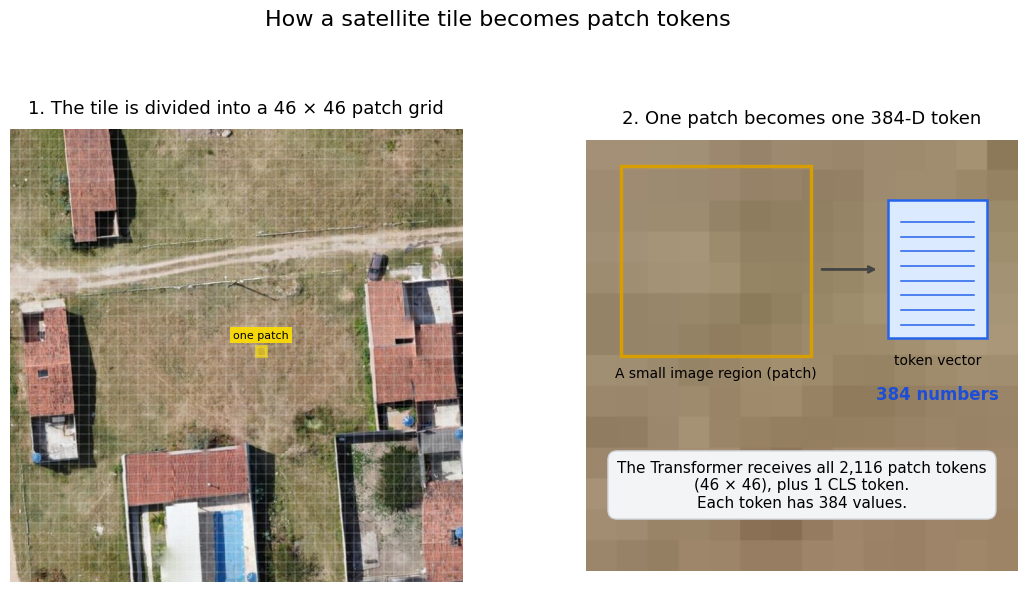 How a satellite tile becomes patch tokens
1. The tile is divided into a 46 × 46 patch grid
one patch
2. One patch becomes one 384-D token
A small image region (patch)
token vector
384 numbers
The Transformer receives all 2,116 patch tokens
(46 × 46), plus 1 CLS token.
Each token has 384 values.